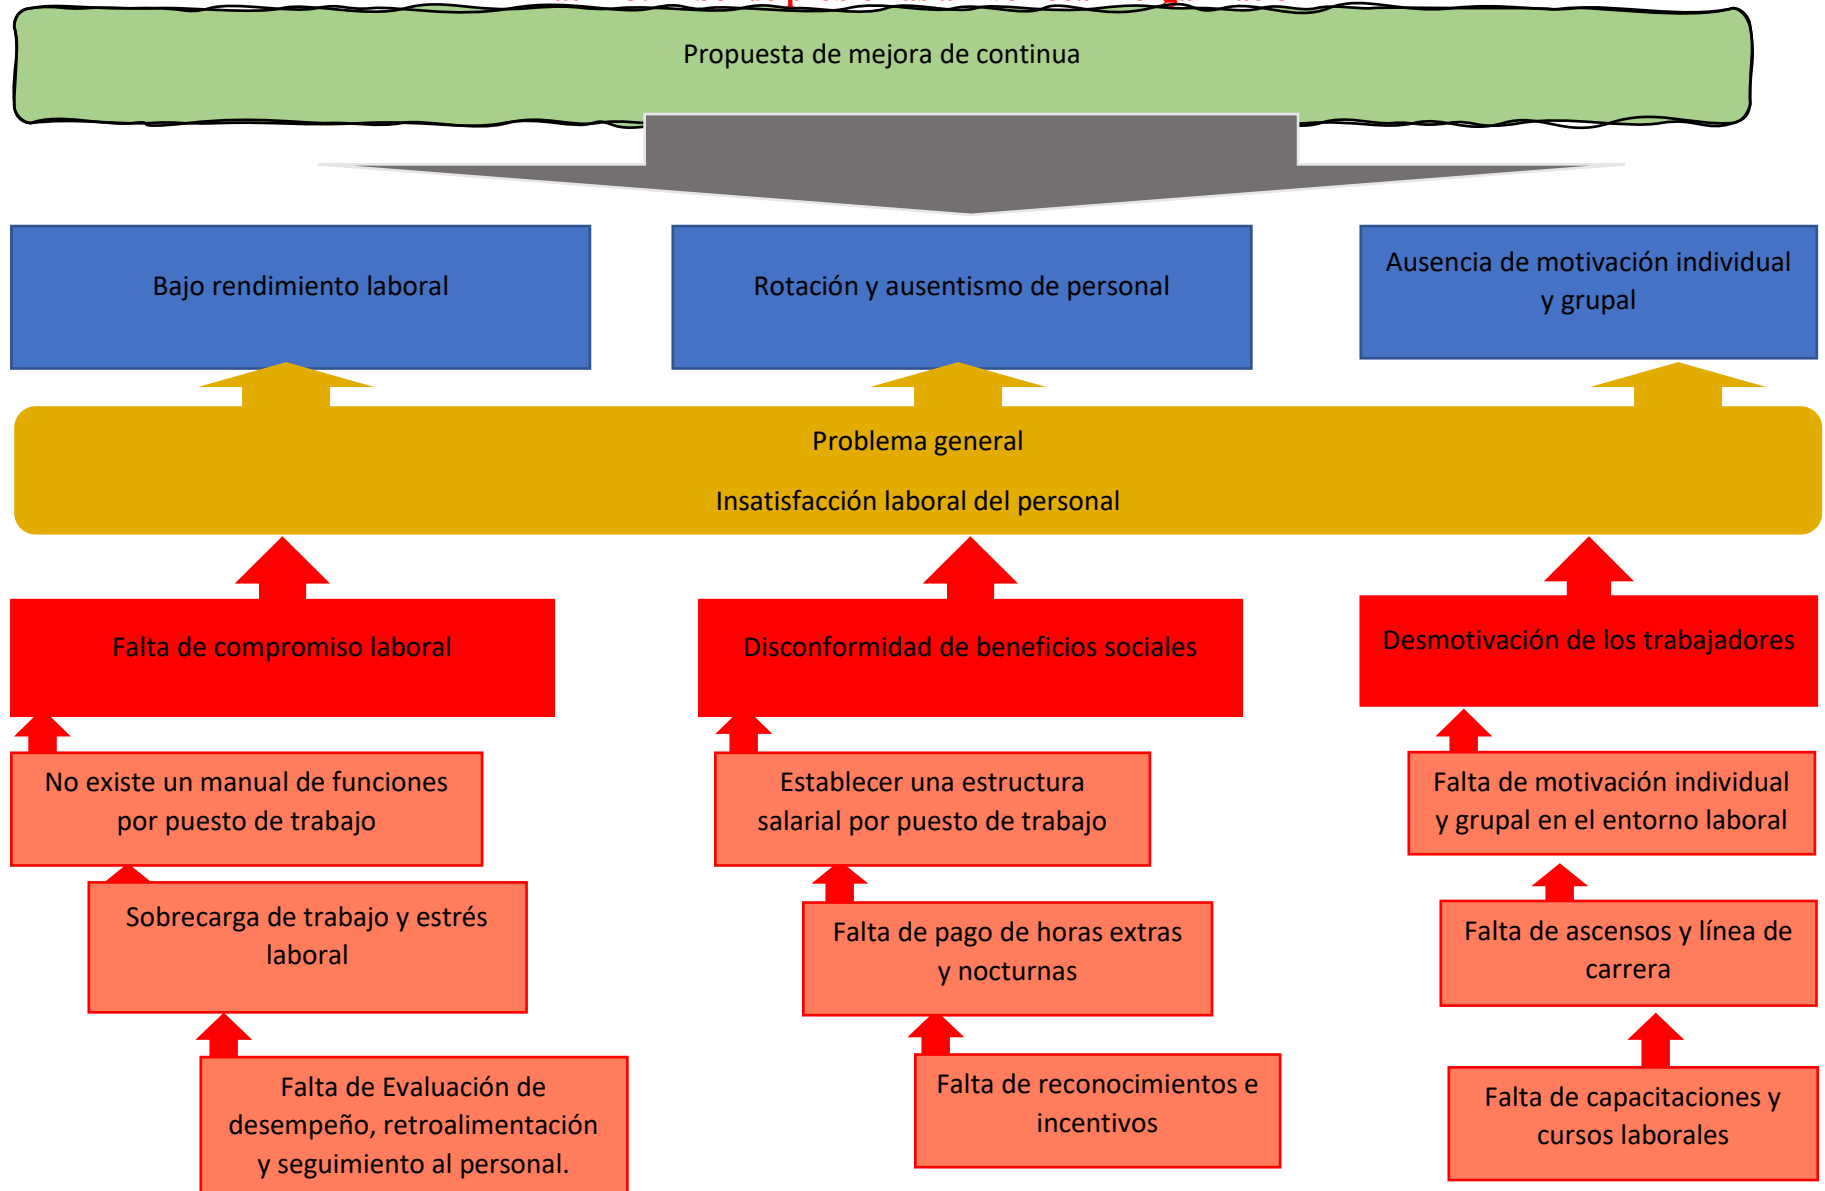 Propuesta de mejora de continua
Bajo rendimiento laboral
Rotación y ausentismo de personal
Ausencia de motivación individual
y grupal
Problema general
Insatisfacción laboral del personal
Falta de compromiso laboral
Disconformidad de beneficios sociales
Desmotivación de los trabajadores
No existe un manual de funciones
por puesto de trabajo
Establecer una estructura
salarial por puesto de trabajo
Falta de motivación individual
y grupal en el entorno laboral
Sobrecarga de trabajo y estrés
laboral
Falta de pago de horas extras
y nocturnas
Falta de ascensos y línea de
carrera
Falta de Evaluación de
desempeño, retroalimentación
y seguimiento al personal.
Falta de reconocimientos e
incentivos
Falta de capacitaciones y
cursos laborales